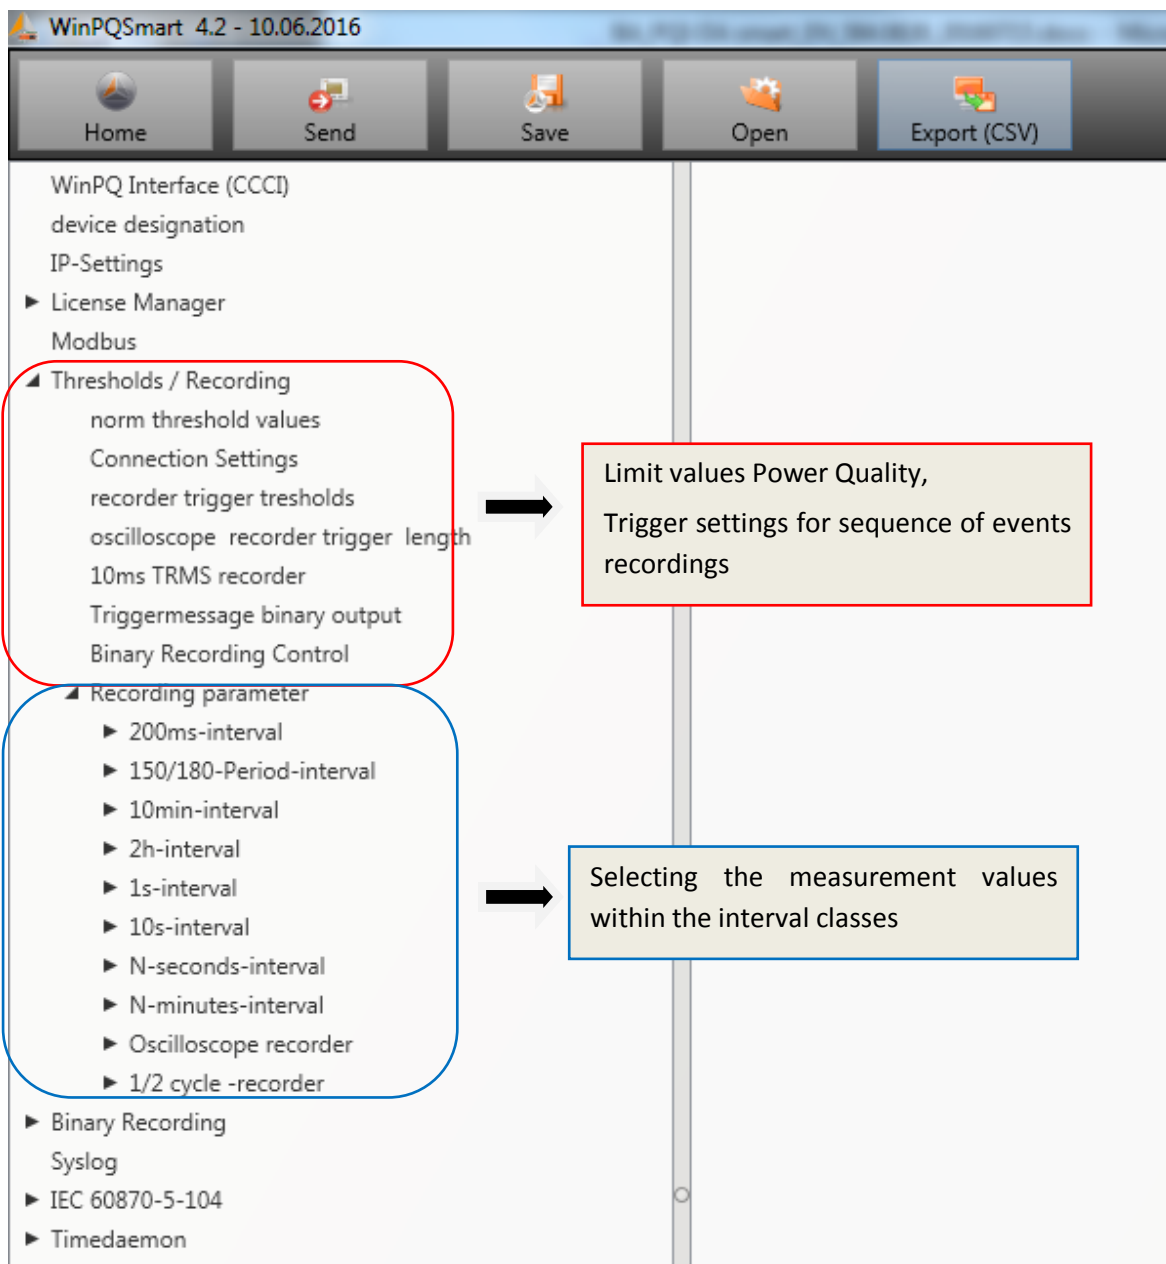 WinPQSmart 4.2 - 10.06.2016
Home
Send
Save
Open
Export (CSV)
WinPQ Interface (CCCI)
device designation
IP-Settings
License Manager
Modbus
Thresholds / Recording
norm threshold values
Connection Settings
recorder trigger tresholds
oscilloscope recorder trigger length
10ms TRMS recorder
Triggermessage binary output
Binary Recording Control
Limit values Power Quality,
Trigger settings for sequence of events
recordings
Recording parameter
200ms-interval
150/180-Period-interval
10min-interval
2h-interval
1s-interval
10s-interval
N-seconds-interval
N-minutes-interval
Oscilloscope recorder
1/2 cycle -recorder
Selecting the measurement values
within the interval classes
Binary Recording
Syslog
IEC 60870-5-104
Timedaemon